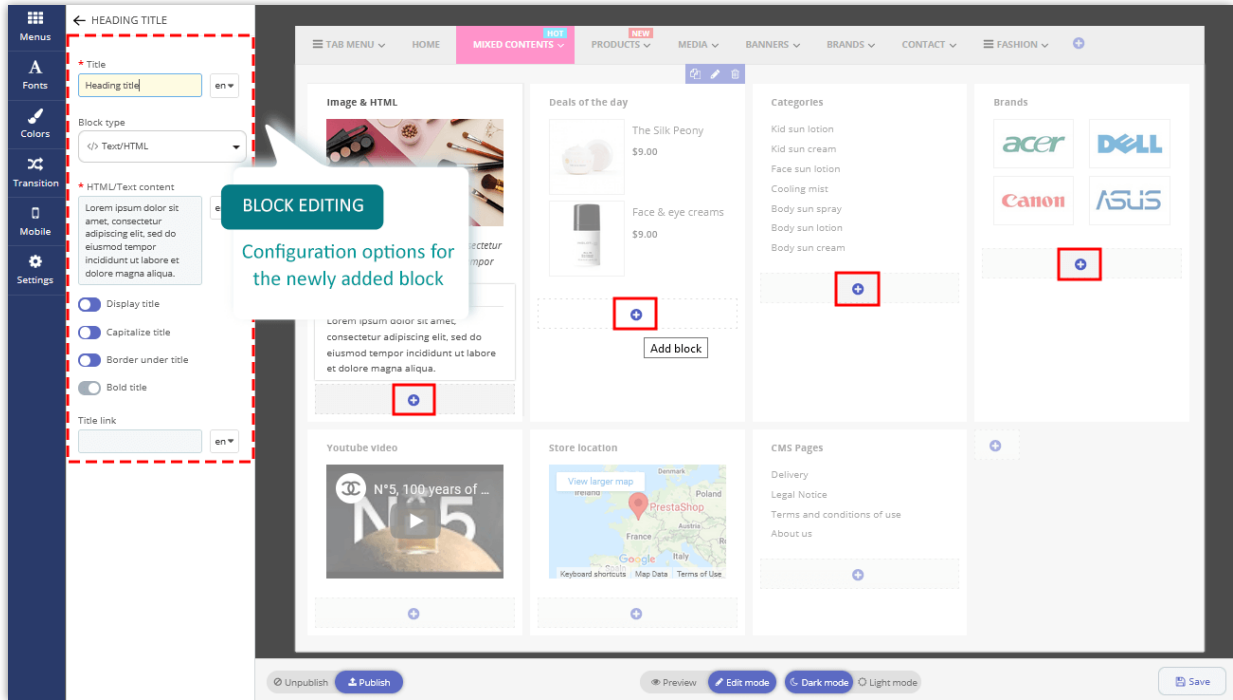 Menus
Fonts
Colors
Transition
Mobile
Settings
HEADING TITLE
* Title
Heading title
en
Block type
</> Text/HTML
* HTML/Text content
Lorem ipsum dolor sit
amet, consectetur
adipiscing elit, sed do
eiusmod tempor
incididunt ut labore et
dolore magna aliqua.
Display title
Capitalize title
Border under title
Bold title
Title link
en
BLOCK EDITING
Configuration options for
the newly added block
HOT
NEW
TAB MENU
HOME
MIXED CONTENTS
PRODUCTS
MEDIA
BANNERS
BRANDS
CONTACT
FASHION
Image & HTML
Lorem ipsum dolor sit amet,
consectetur adipiscing elit, sed do
eiusmod tempor incididunt ut labore
et dolore magna aliqua.
Deals of the day
The Silk Peony
$9.00
Face & eye creams
$9.00
Add block
Categories
Kid sun lotion
Kid sun cream
Face sun lotion
Cooling mist
Body sun spray
Body sun lotion
Body sun cream
Brands
acer
DELL
Canon
ASUS
Youtube video
N°5, 100 years of ...
N°5
Store location
View larger map
Denmark
Ireland
Poland
PrestaShop
Austria
France
Italy
Google
Keyboard shortcuts
Map Data
Terms of Use
CMS Pages
Delivery
Legal Notice
Terms and conditions of use
About us
Unpublish
Publish
Preview
Edit mode
Dark mode
Light mode
Save